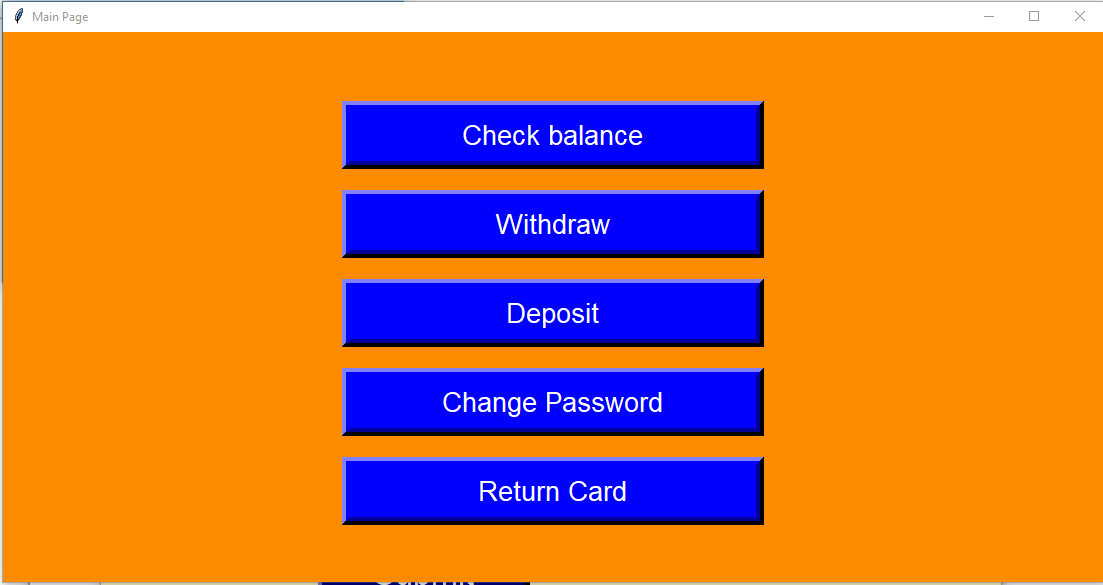 Main Page
Check balance
Withdraw
Deposit
Change Password
Return Card